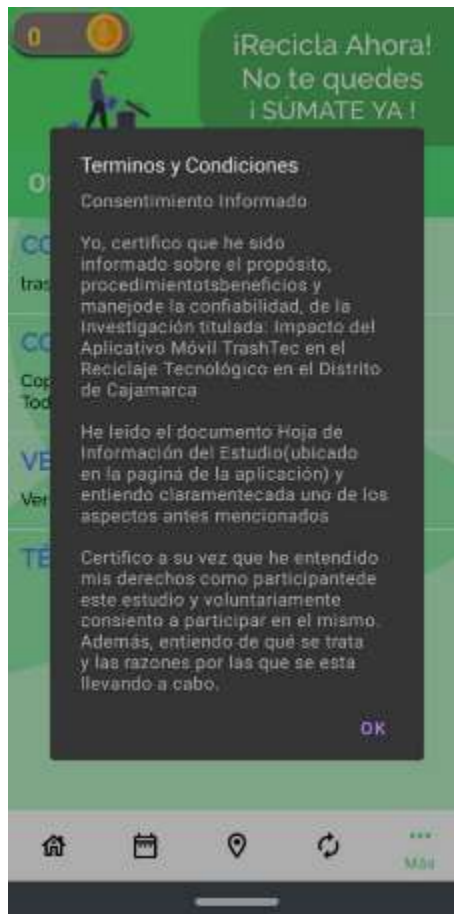 0
¡Recicla Ahora!
No te quedes
¡ SÚMATE YA !
Terminos y Condiciones
Consentimiento Informado
Yo, certifico que he sido
informado sobre el propósito,
procedimientotsbeneficios y
manejode la confiabilidad, de la
Investigación titulada: Impacto del
Aplicativo Móvil TrashTec en el
Reciclaje Tecnológico en el Distrito
de Cajamarca
He leído el documento Hoja de
Información del Estudio(ubicado
en la paginá de la aplicación) y
entiendo claramentecada uno de los
aspectos antes mencionados
Certifico a su vez que he entendido
mis derechos como participantede
este estudio y voluntariamente
consiento a participar en el mismo.
Además, entiendo de qué se trata
y las razones por las que se esta
llevando a cabo.
OK
Más